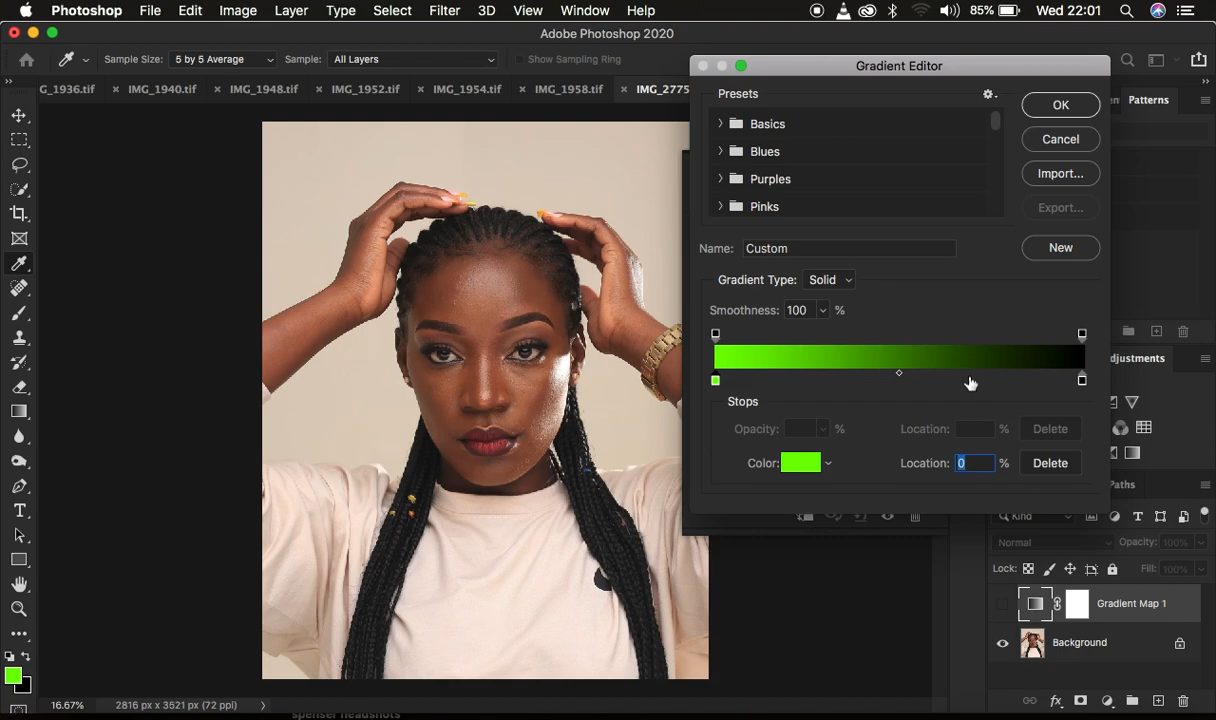 Photoshop File Edit Image Layer Type Select Filter 3D View Window Help 85% Wed 22:01
Adobe Photoshop 2020
Sample Size: 5 by 5 Average Sample: All Layers Show Sampling Ring
G_1936.tif × IMG_1940.tif × IMG_1948.tif × IMG_1952.tif × IMG_1954.tif × IMG_1958.tif × IMG_2775
Gradient Editor
Presets
Basics
Blues
Purples
Pinks
OK
Cancel
Import...
Export...
New
Name: Custom
Gradient Type: Solid
Smoothness: 100 %
Stops
Opacity: % Location: % Delete
Color: Location: 0 % Delete
Patterns
djustments
Paths
Kind
Normal Opacity: 100%
Lock: Fill: 100%
Gradient Map 1
Background
16.67% 2816 px x 3521 px (72 ppi)
spenser headshots